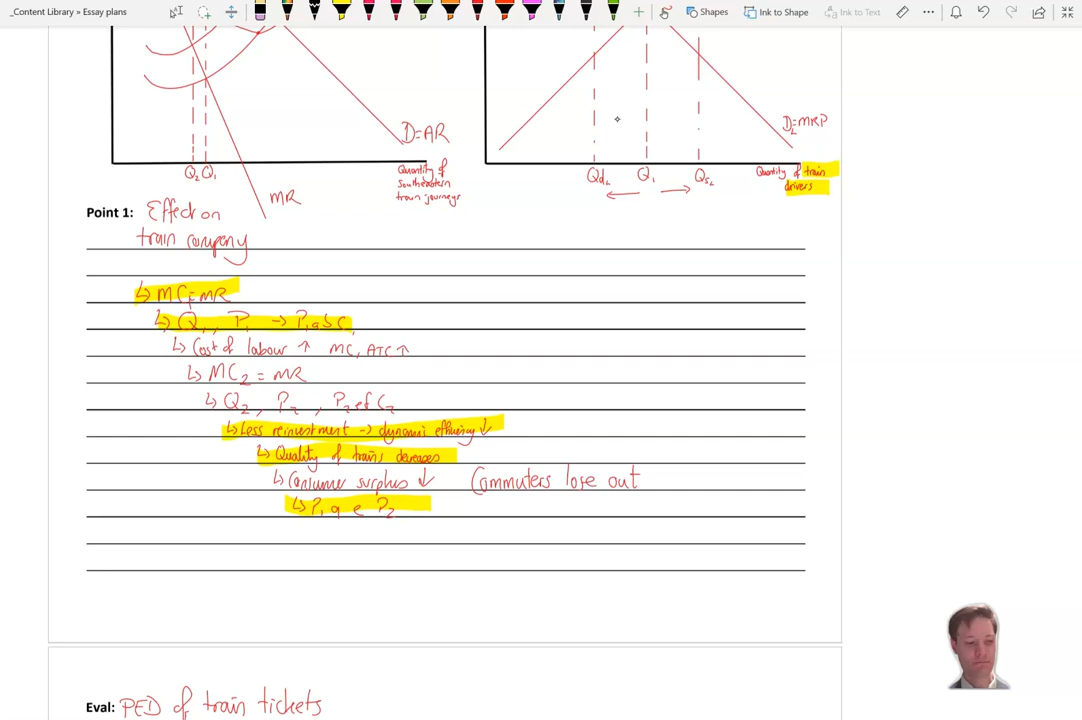 _Content Library » Essay plans
Shapes
Ink to Shape
Ink to Text
D=AR
Q2 Q1
Quantity of
Southeastern
train journeys
MR
DL=MRP
QdL
Q1
QsL
Quantity of train
drivers
Point 1: Effect on
train company
↳ MC=MR
↳ Q1, P1 → P1abC1
↳ Cost of labour ↑ MC, ATC ↑
↳ MC2 = MR
↳ Q2, P2, P2efC2
↳ Less reinvestment → dynamic efficiency ↓
↳ Quality of trains decreases
↳ Consumer surplus ↓ Commuters lose out
↳ P1 a e P2
Eval: PED of train tickets